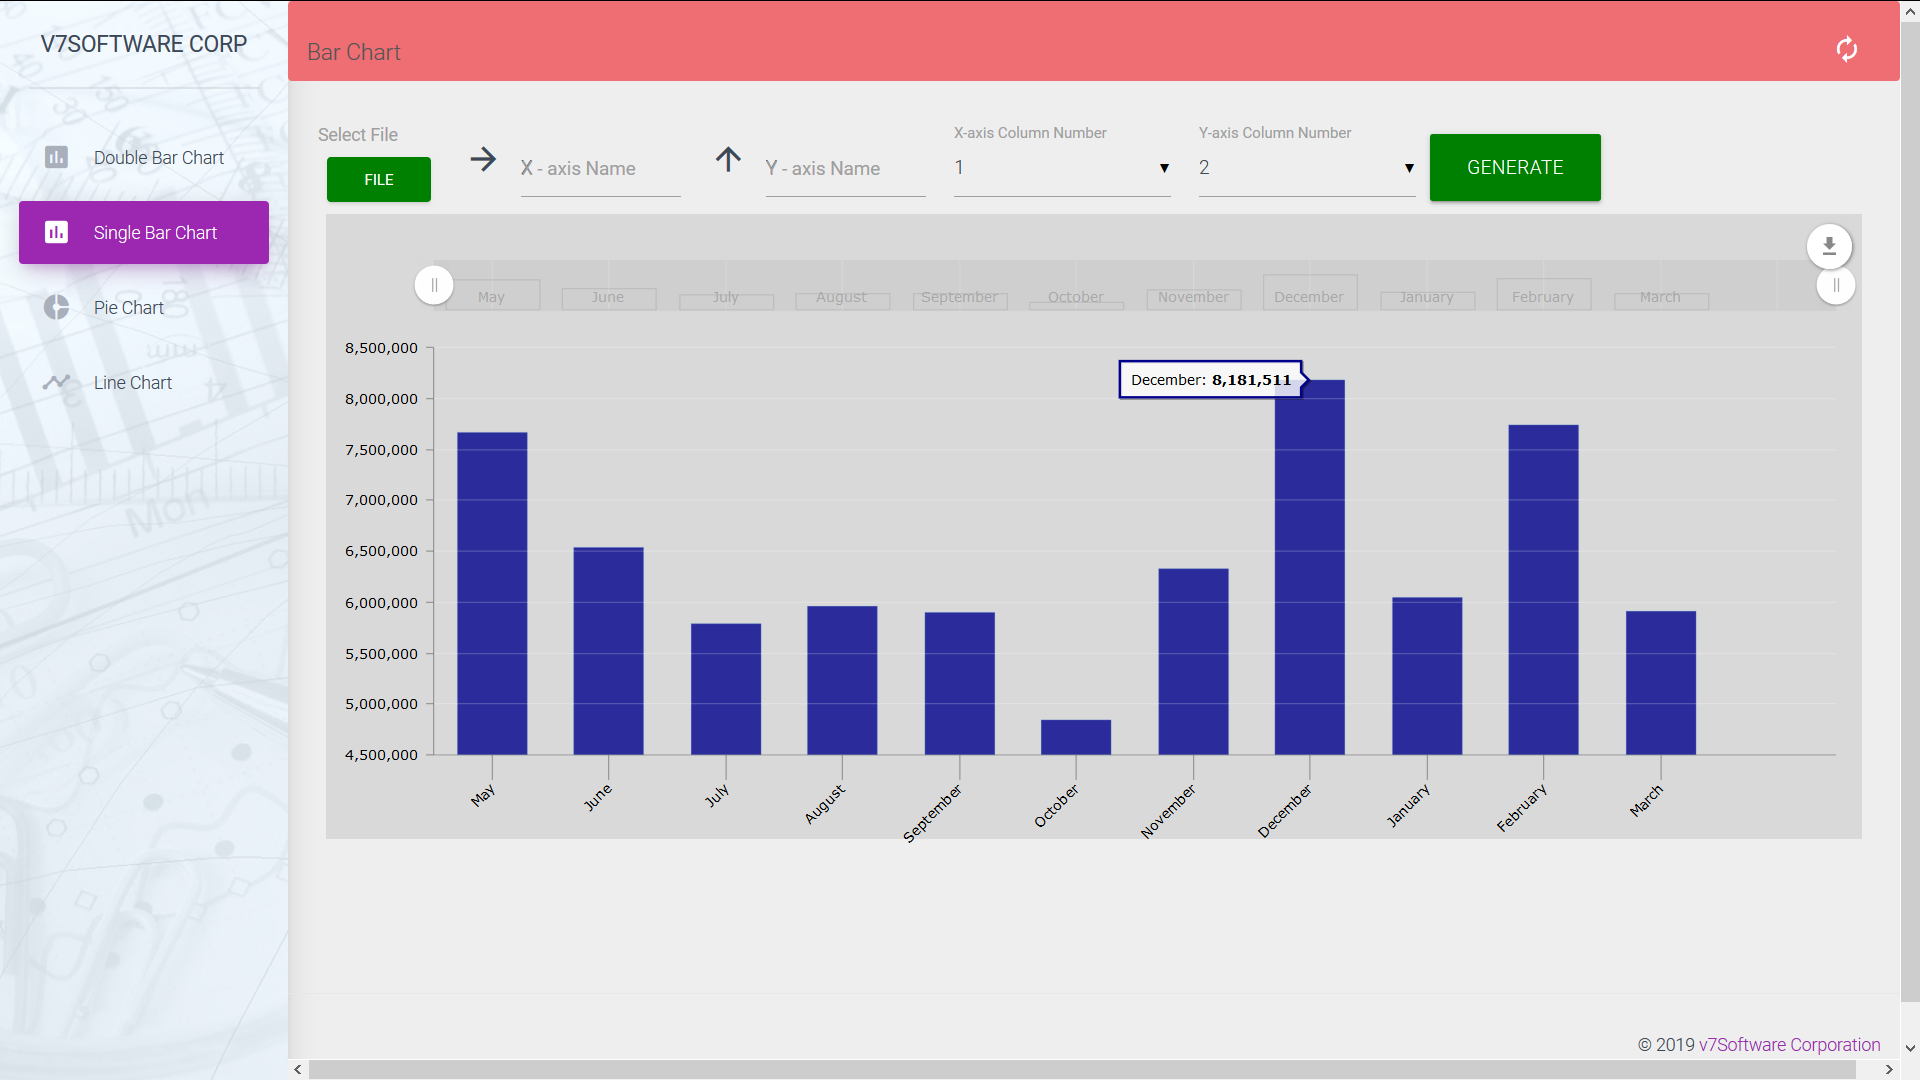 V7SOFTWARE CORP
Double Bar Chart
Single Bar Chart
Pie Chart
Line Chart
Bar Chart
Select File
FILE
X - axis Name
Y - axis Name
X-axis Column Number
1
Y-axis Column Number
2
GENERATE
May June July August September October November December January February March
8,500,000
8,000,000
7,500,000
7,000,000
6,500,000
6,000,000
5,500,000
5,000,000
4,500,000
December: 8,181,511
May June July August September October November December January February March
Mon
© 2019 v7Software Corporation